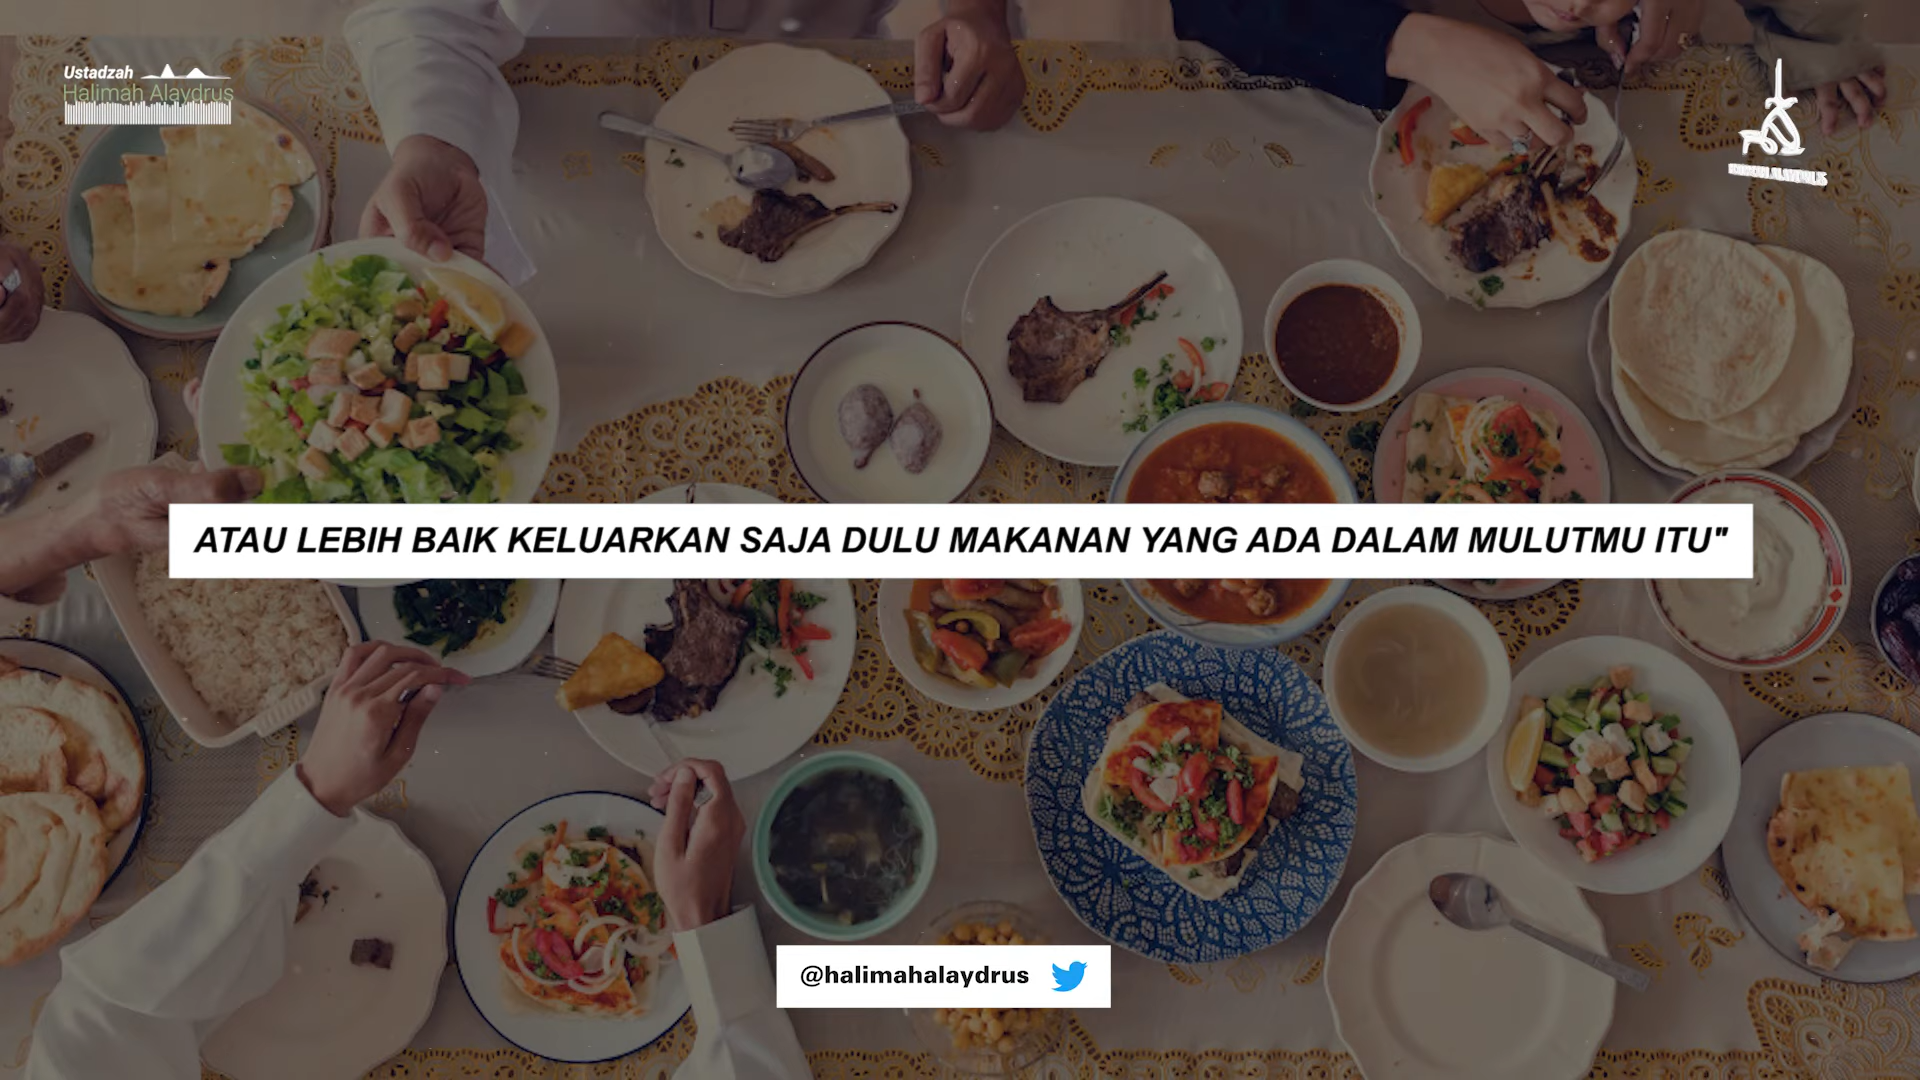 Ustadzah
Halimah Alaydrus
ATAU LEBIH BAIK KELUARKAN SAJA DULU MAKANAN YANG ADA DALAM MULUTMU ITU"
@halimahalaydrus